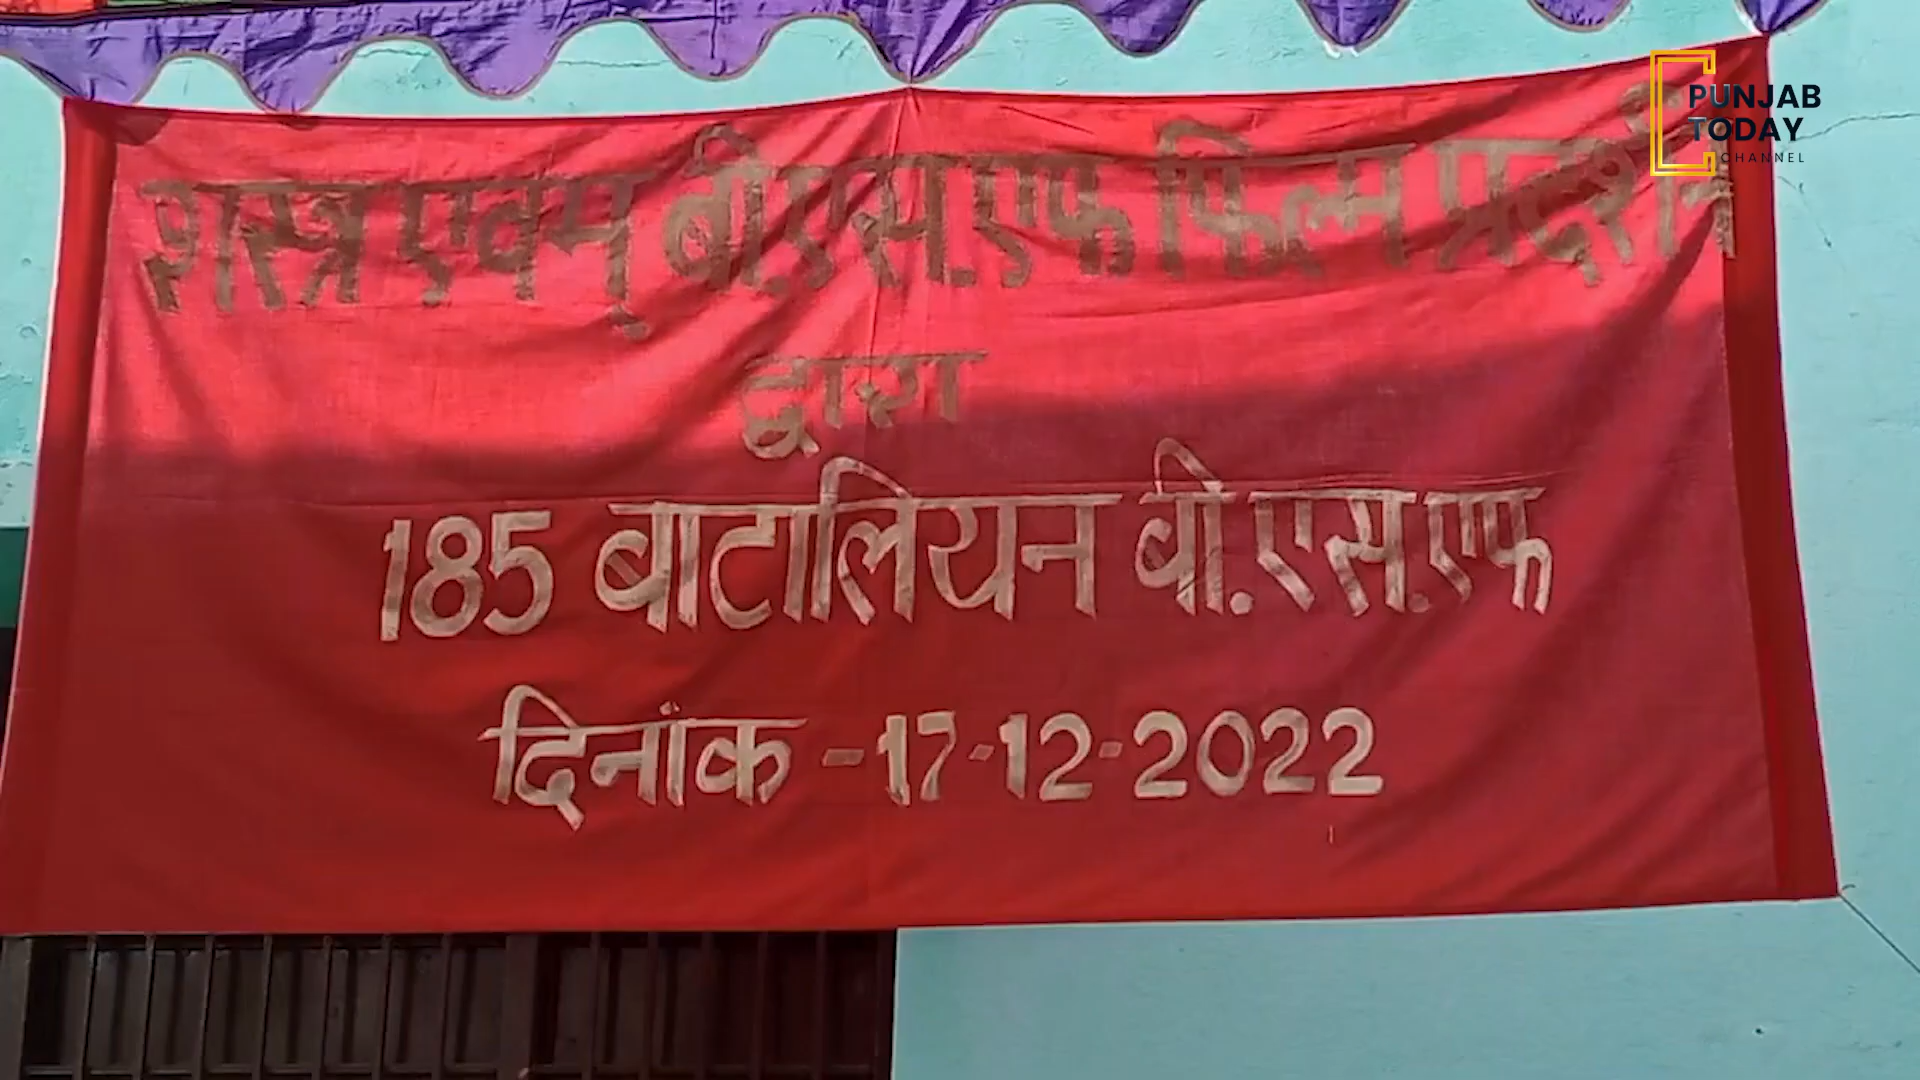 शस्त्र एवम् बी.एस.एफ फिल्म प्रदर्शन
द्वारा
185 बाटालियन बी.एस.एफ
दिनांक - 17-12-2022
PUNJAB
TODAY
CHANNEL